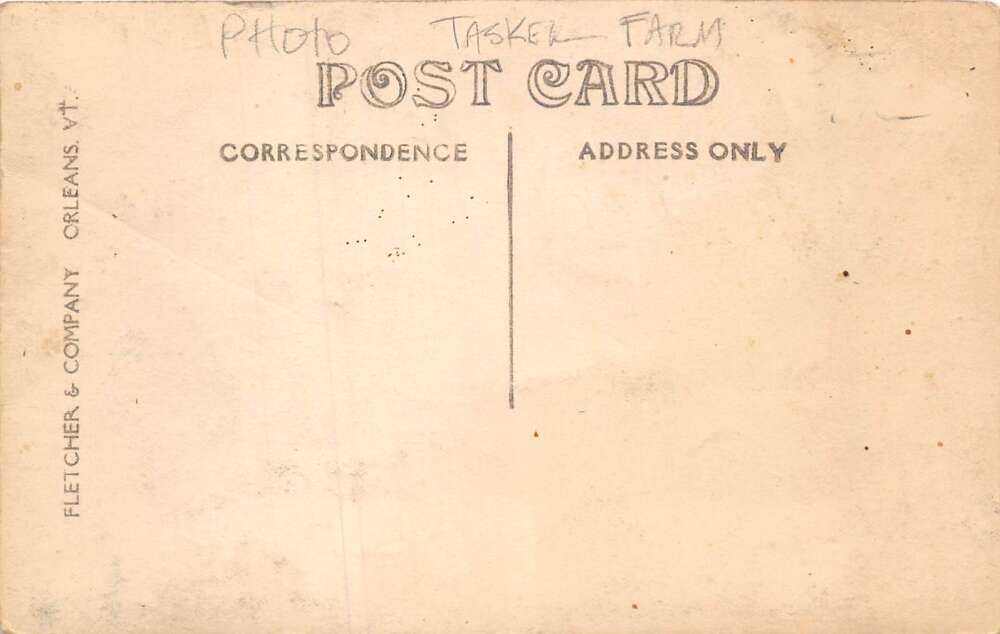 PHOTO TASKER FARM
POST CARD
CORRESPONDENCE
ADDRESS ONLY
FLETCHER & COMPANY ORLEANS, VT.